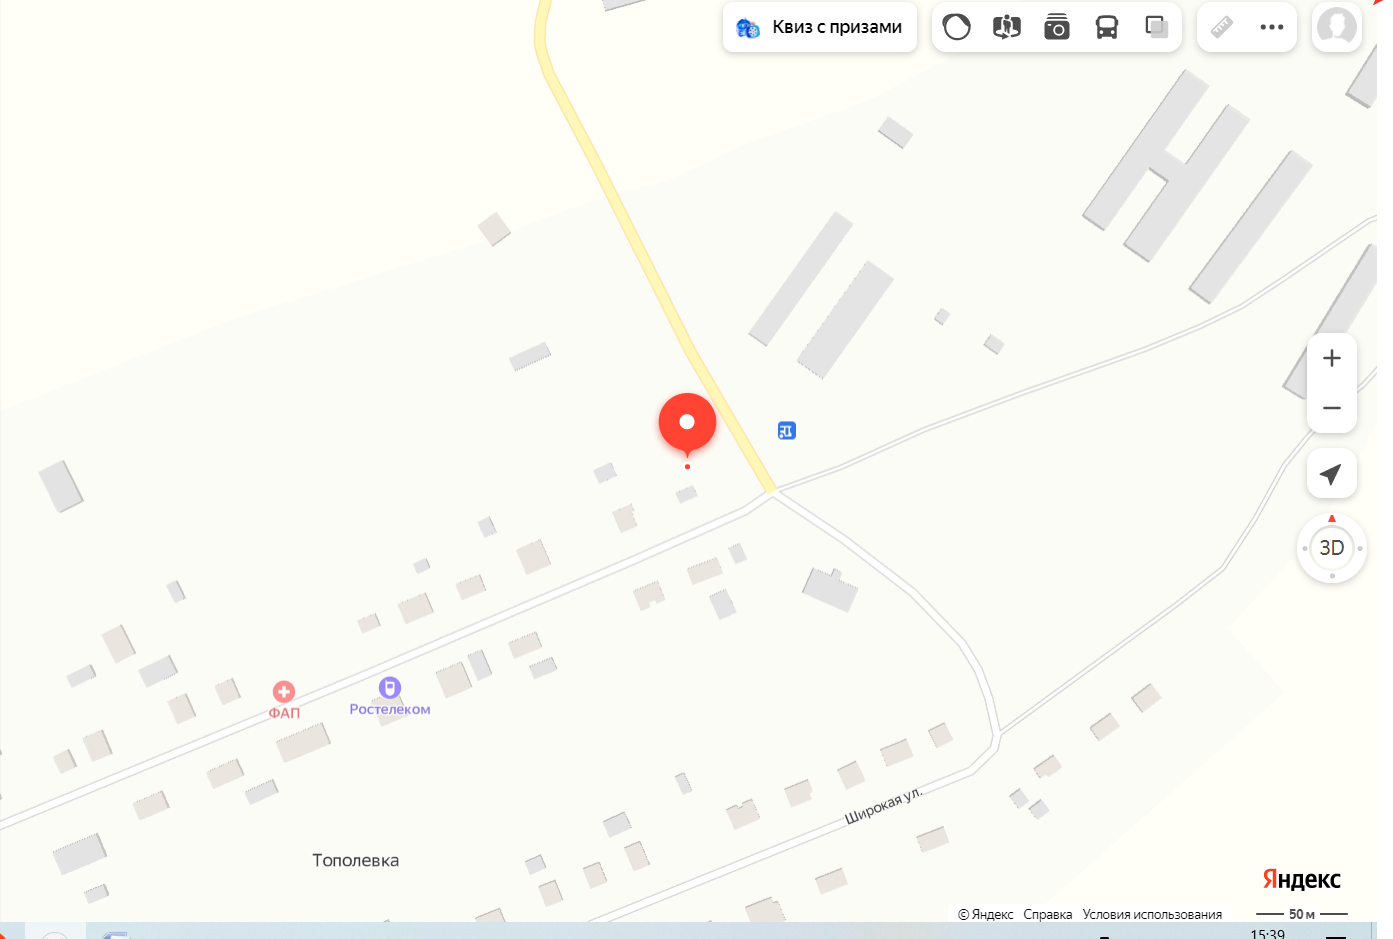 Квиз с призами
3D
ФАП
Ростелеком
Широкая ул.
Тополевка
Яндекс
© Яндекс Справка Условия использования
50 м
15:39